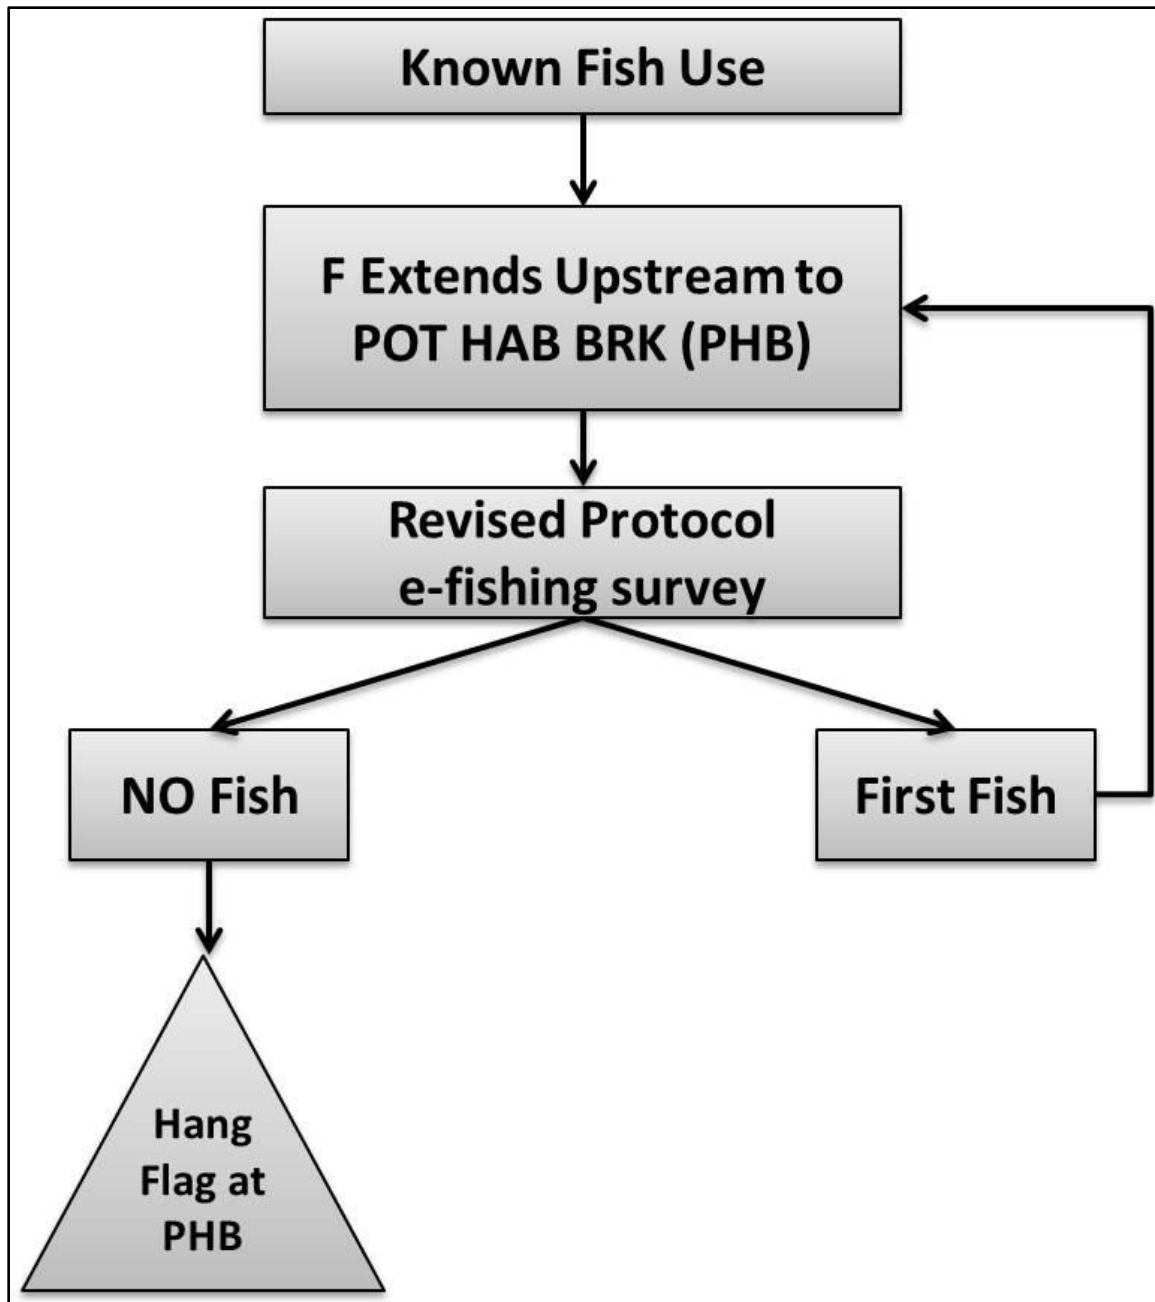 Known Fish Use
F Extends Upstream to
POT HAB BRK (PHB)
Revised Protocol
e-fishing survey
NO Fish
First Fish
Hang
Flag at
PHB